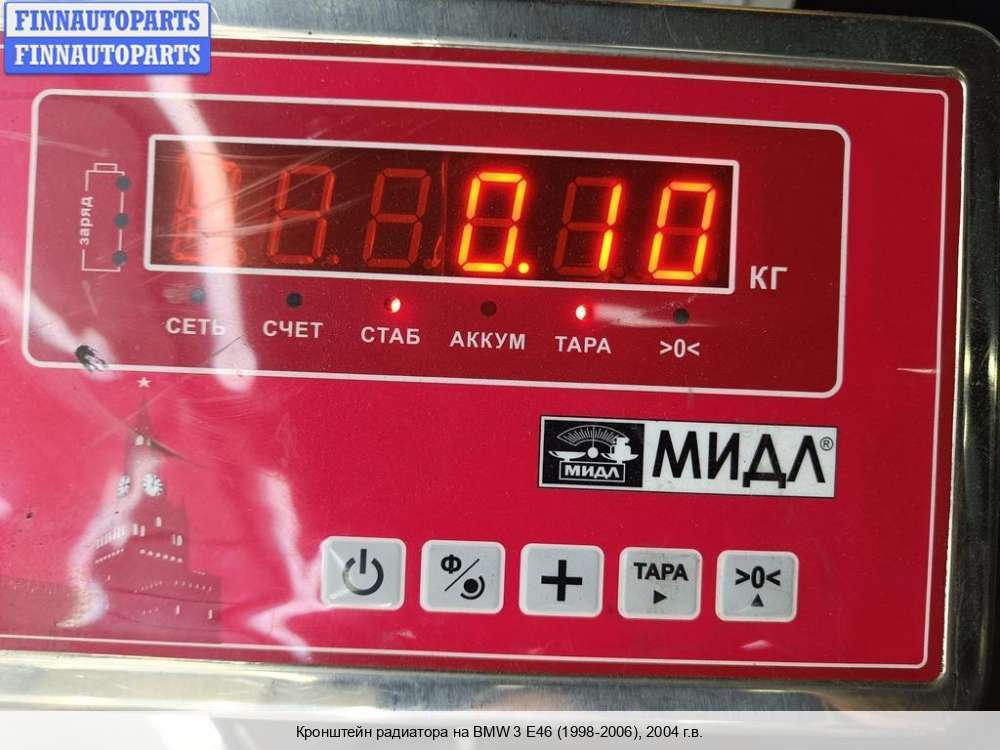 FINNAUTOPARTS
FINNAUTOPARTS
заряд
0.10
КГ
СЕТЬ СЧЕТ СТАБ АККУМ ТАРА >0<
МИДЛ
МИДЛ®
Ф/ + ТАРА >0<
Кронштейн радиатора на BMW 3 E46 (1998-2006), 2004 г.в.